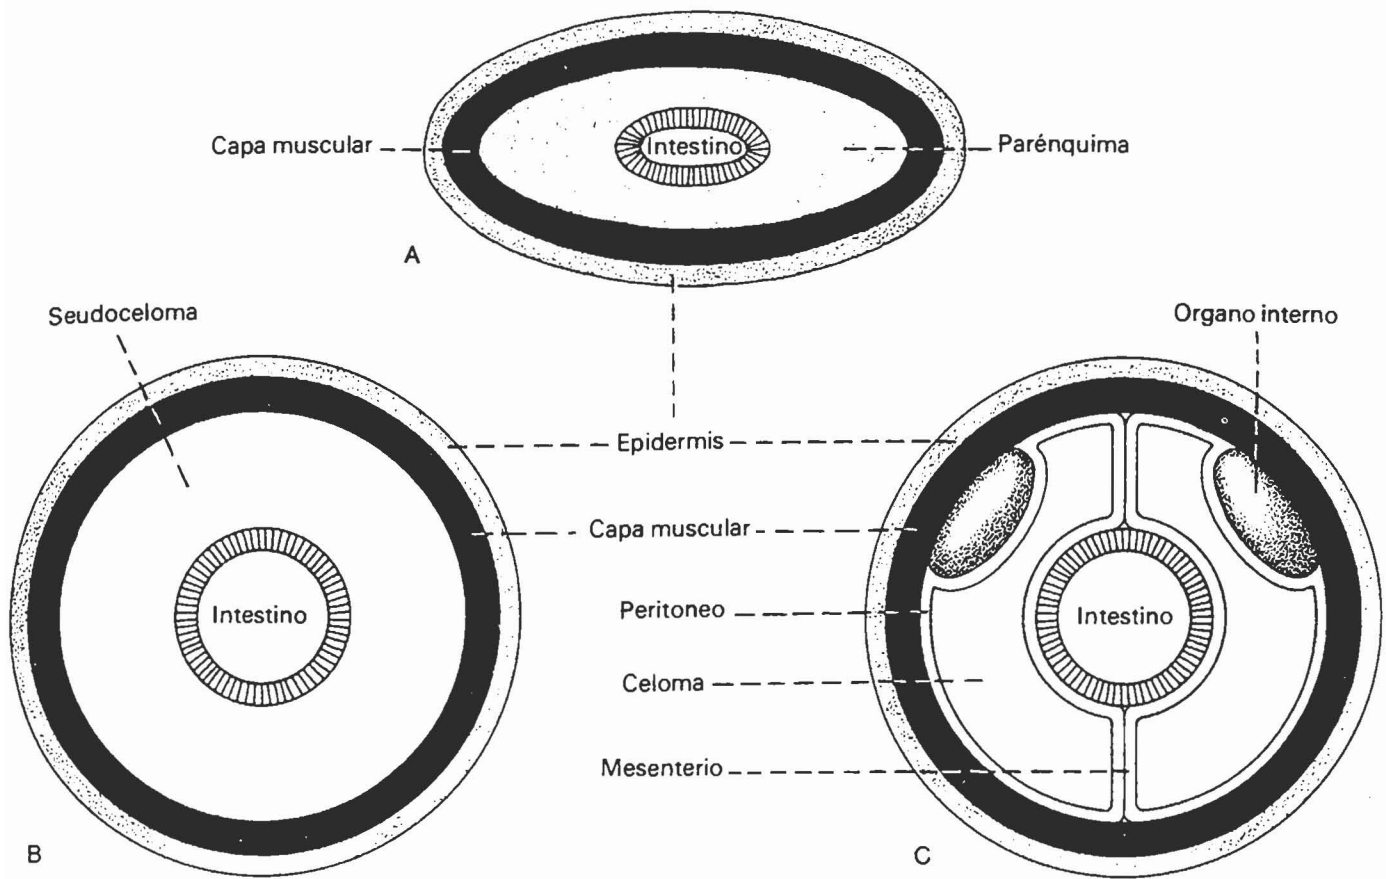 Capa muscular
Intestino
Parénquima
A
Seudoceloma
Organo interno
Epidermis
Capa muscular
Intestino
Peritoneo
Intestino
Celoma
Mesenterio
B
C